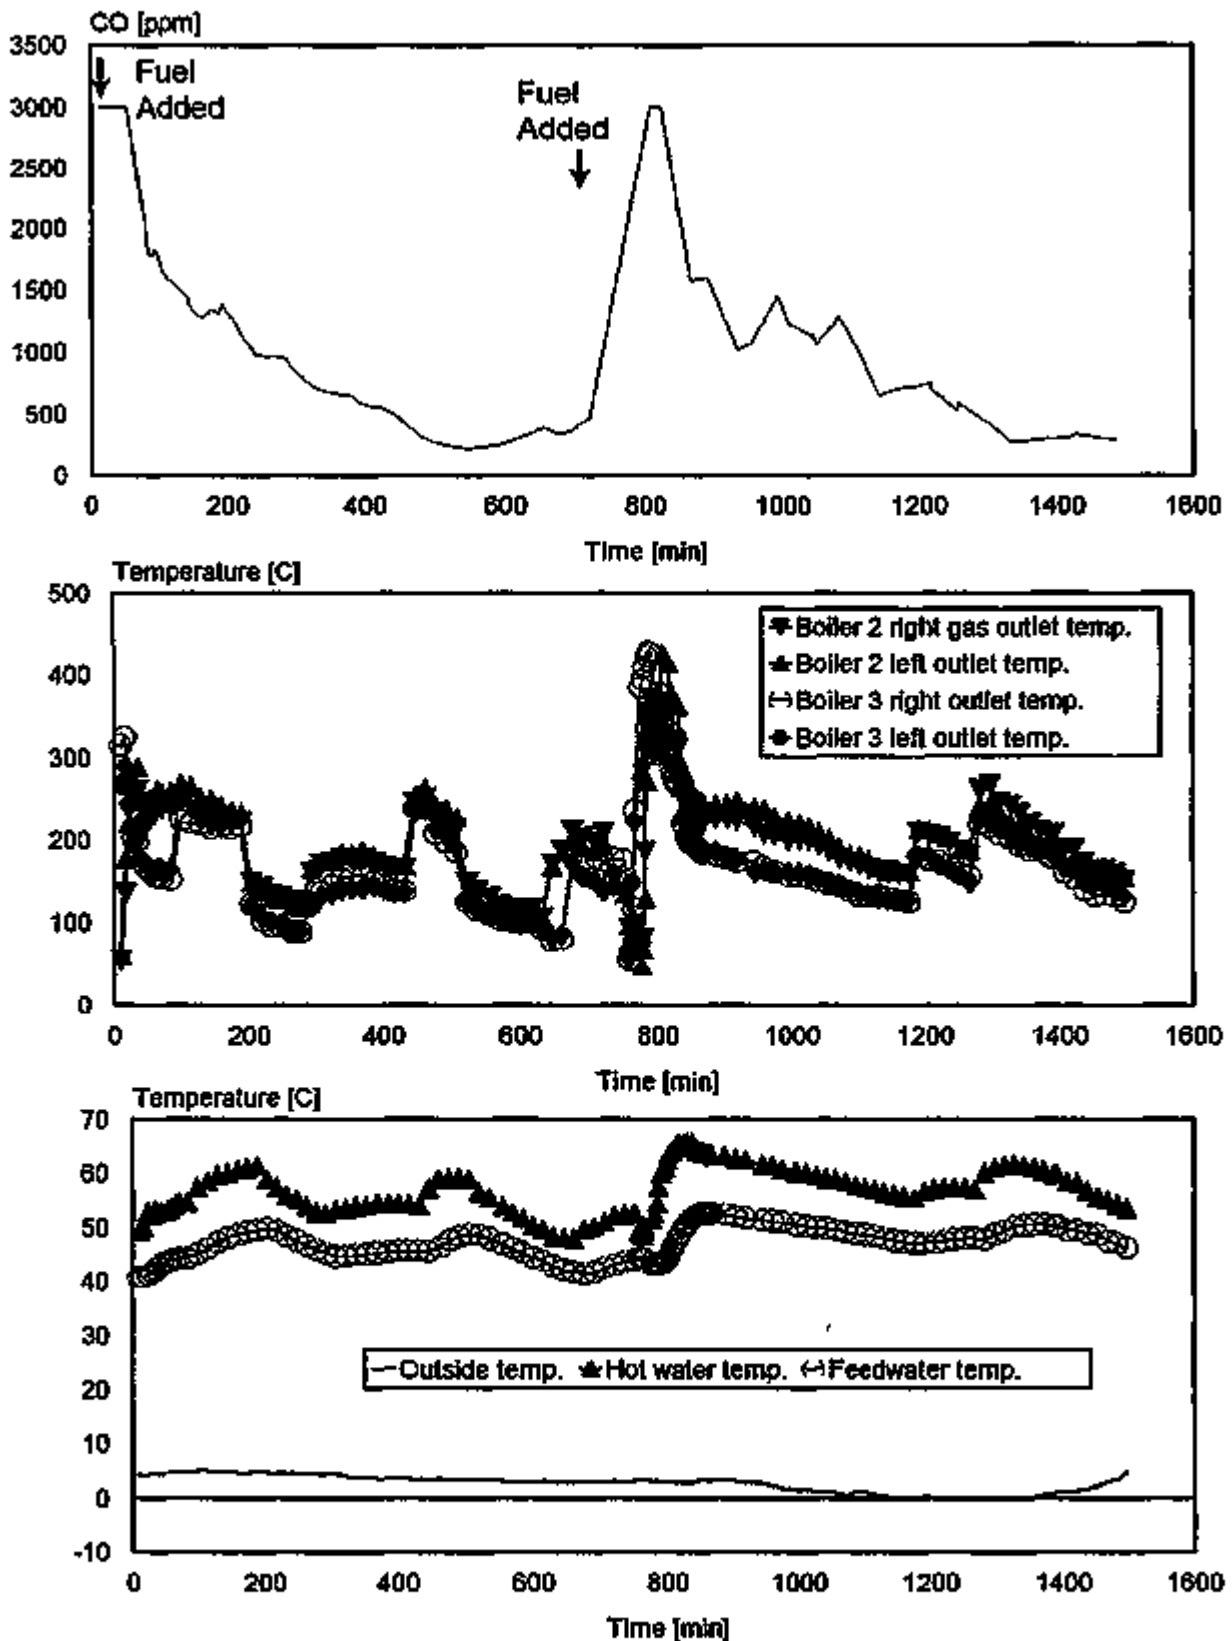 CO [ppm]
3500
3000
2500
2000
1500
1000
500
0
Fuel
Added
Fuel
Added
0 200 400 600 800 1000 1200 1400 1600
Time [min]
Temperature [C]
500
400
300
200
100
0
Boiler 2 right gas outlet temp.
Boiler 2 left outlet temp.
Boiler 3 right outlet temp.
Boiler 3 left outlet temp.
0 200 400 600 800 1000 1200 1400 1600
Time [min]
Temperature [C]
70
60
50
40
30
20
10
0
-10
Outside temp. Hot water temp. Feedwater temp.
0 200 400 600 800 1000 1200 1400 1600
Time [min]